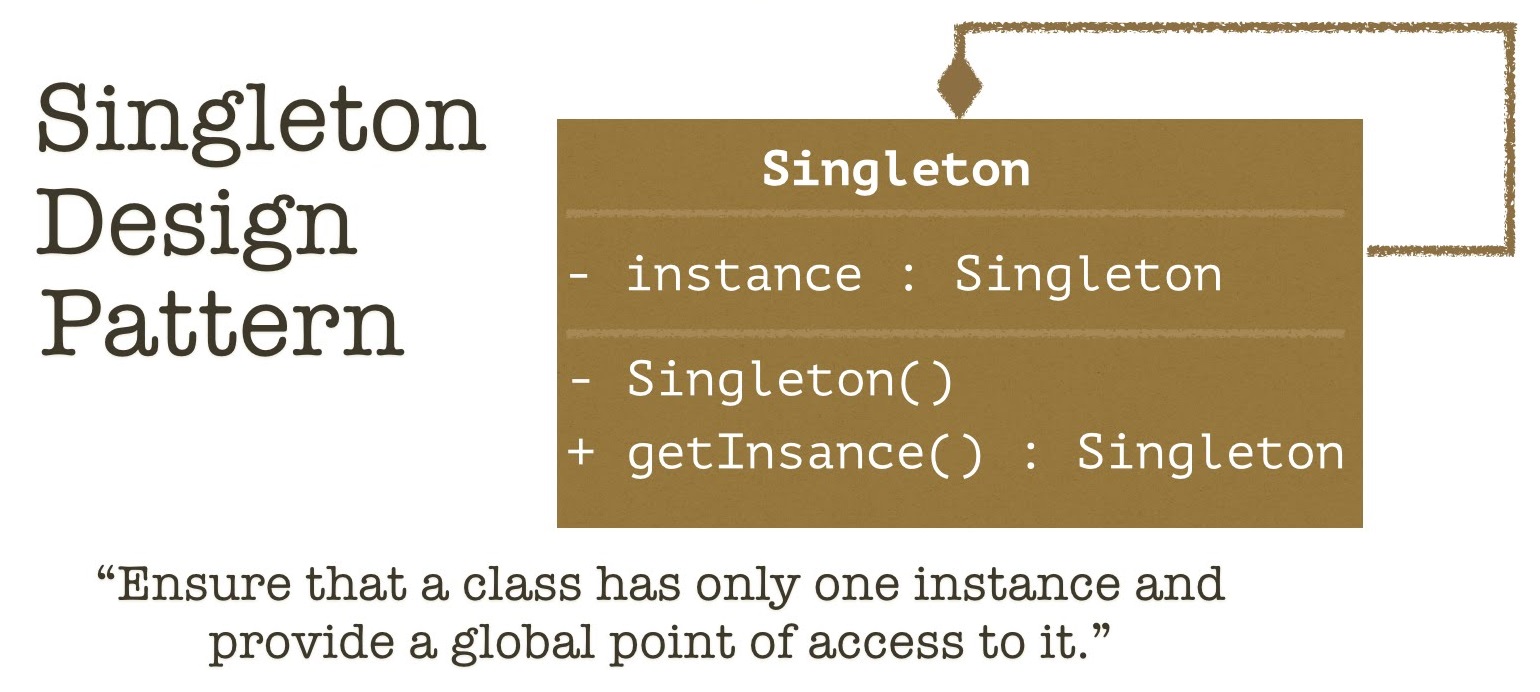 Singleton
Design
Pattern
Singleton
- instance : Singleton
- Singleton()
+ getInsance() : Singleton
“Ensure that a class has only one instance and
provide a global point of access to it.”